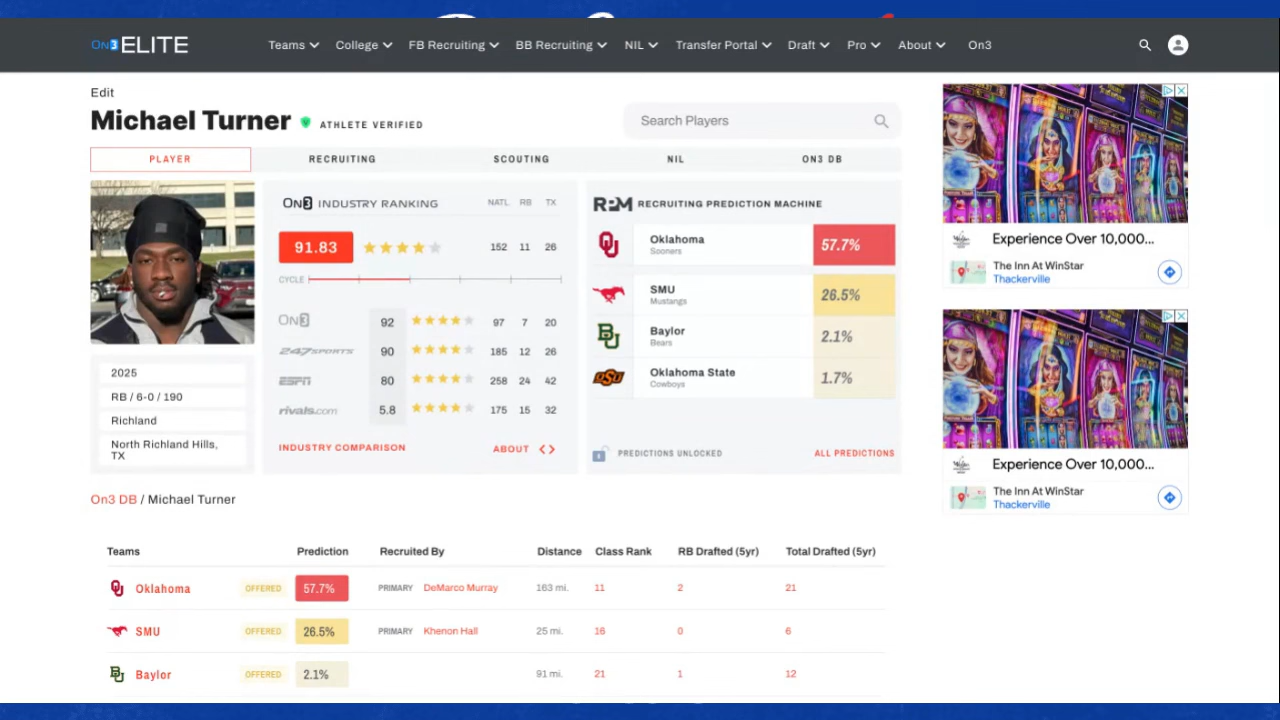 On3 ELITE Teams College FB Recruiting BB Recruiting NIL Transfer Portal Draft Pro About On3
Edit
Michael Turner ATHLETE VERIFIED
Search Players
PLAYER RECRUITING SCOUTING NIL ON3 DB
2025
RB / 6-0 / 190
Richland
North Richland Hills,
TX
On3 INDUSTRY RANKING NATL RB TX
91.83 152 11 26
CYCLE
On3 92 97 7 20
247SPORTS 90 185 12 26
ESPN 80 258 24 42
rivals.com 5.8 175 15 32
INDUSTRY COMPARISON ABOUT
RPM RECRUITING PREDICTION MACHINE
Oklahoma 57.7%
Sooners
SMU 26.5%
Mustangs
Baylor 2.1%
Bears
OSU Oklahoma State 1.7%
Cowboys
PREDICTIONS UNLOCKED ALL PREDICTIONS
Experience Over 10,000...
The Inn At WinStar
Thackerville
Experience Over 10,000...
The Inn At WinStar
Thackerville
On3 DB / Michael Turner
Teams Prediction Recruited By Distance Class Rank RB Drafted (5yr) Total Drafted (5yr)
Oklahoma OFFERED 57.7% PRIMARY DeMarco Murray 163 mi. 11 2 21
SMU OFFERED 26.5% PRIMARY Khenon Hall 25 mi. 16 0 6
Baylor OFFERED 2.1% 91 mi. 21 1 12